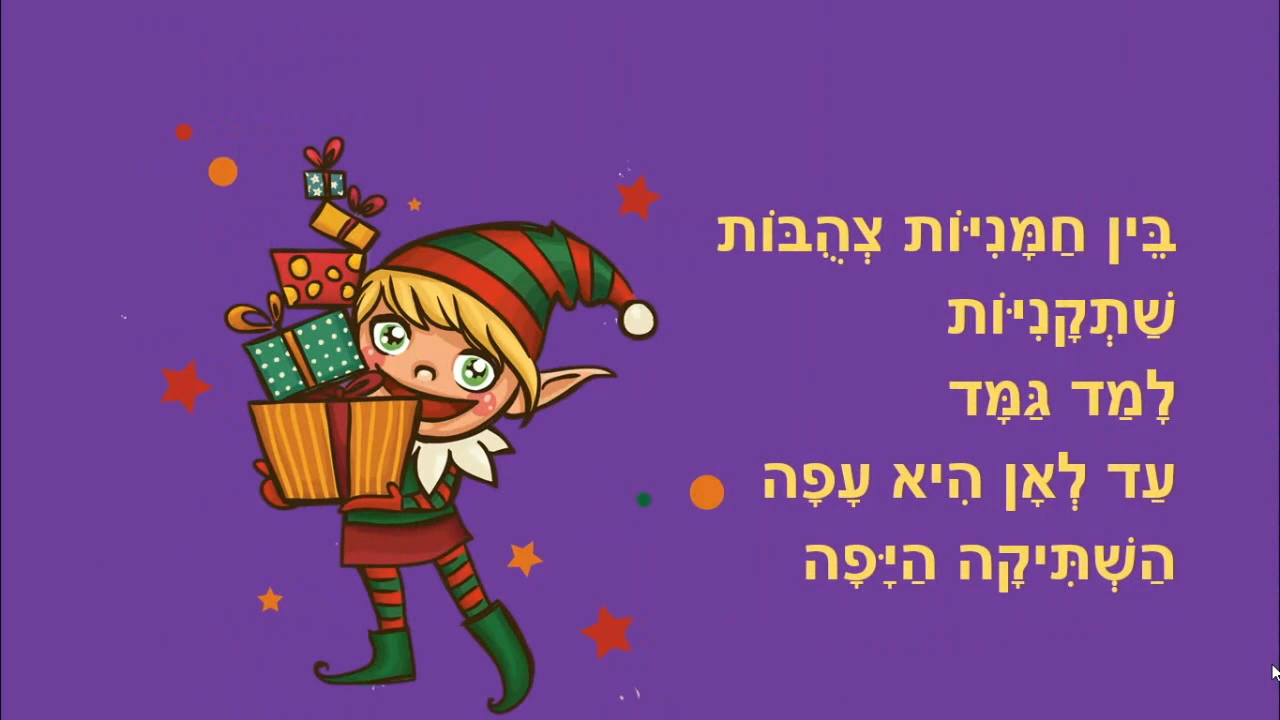 בֵּין חַמָּנִיּוֹת צְהֻבּוֹת
שַׁתְקָנִיּוֹת
לָמַד גַּמָּד
עַד לְאָן הִיא עָפָה
הַשְּׁתִּיקָה הַיָּפָה